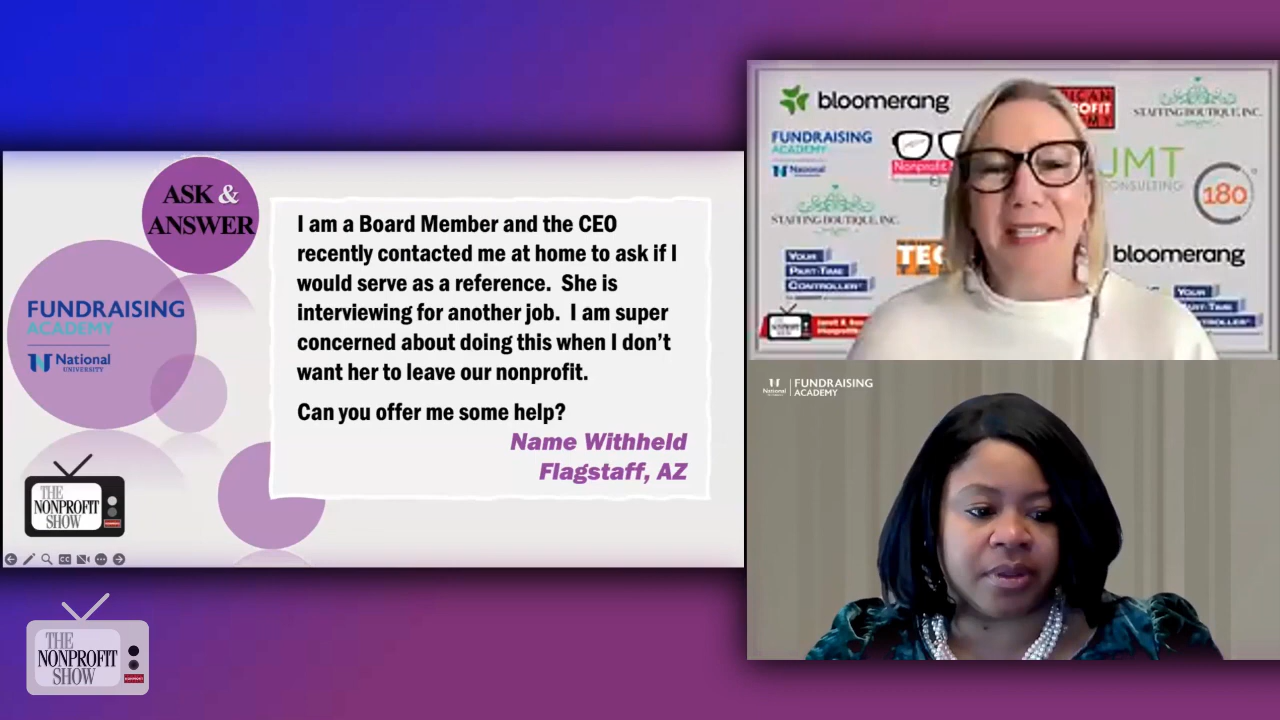 ASK &
ANSWER
FUNDRAISING
ACADEMY
National
UNIVERSITY
THE
NONPROFIT
SHOW
I am a Board Member and the CEO
recently contacted me at home to ask if I
would serve as a reference.  She is
interviewing for another job.  I am super
concerned about doing this when I don't
want her to leave our nonprofit.
Can you offer me some help?
Name Withheld
Flagstaff, AZ
THE
NONPROFIT
SHOW
bloomerang
STAFFING BOUTIQUE, INC.
FUNDRAISING
ACADEMY
National
Nonprofit
JMT
CONSULTING
180
STAFFING BOUTIQUE, INC.
YOUR
PART-TIME
CONTROLLER
bloomerang
YOUR
National
FUNDRAISING
ACADEMY